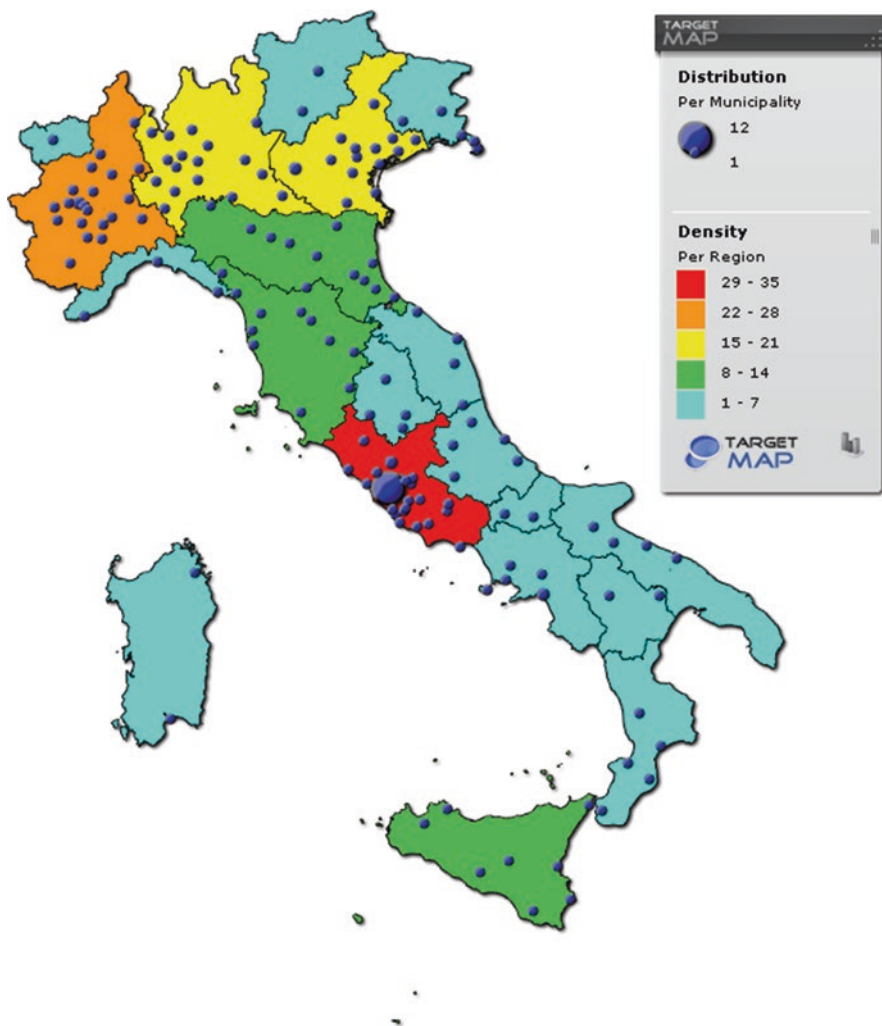 TARGET
MAP
Distribution
Per Municipality
12
1
Density
Per Region
29 - 35
22 - 28
15 - 21
8 - 14
1 - 7
TARGET
MAP